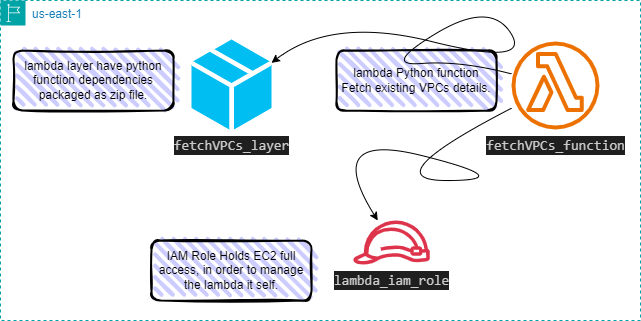 us-east-1
lambda layer have python
function dependencies
packaged as zip file.
fetchVPCs_layer
lambda Python function
Fetch existing VPCs details.
fetchVPCs_function
IAM Role Holds EC2 full
access, in order to manage
the lambda it self.
lambda_iam_role